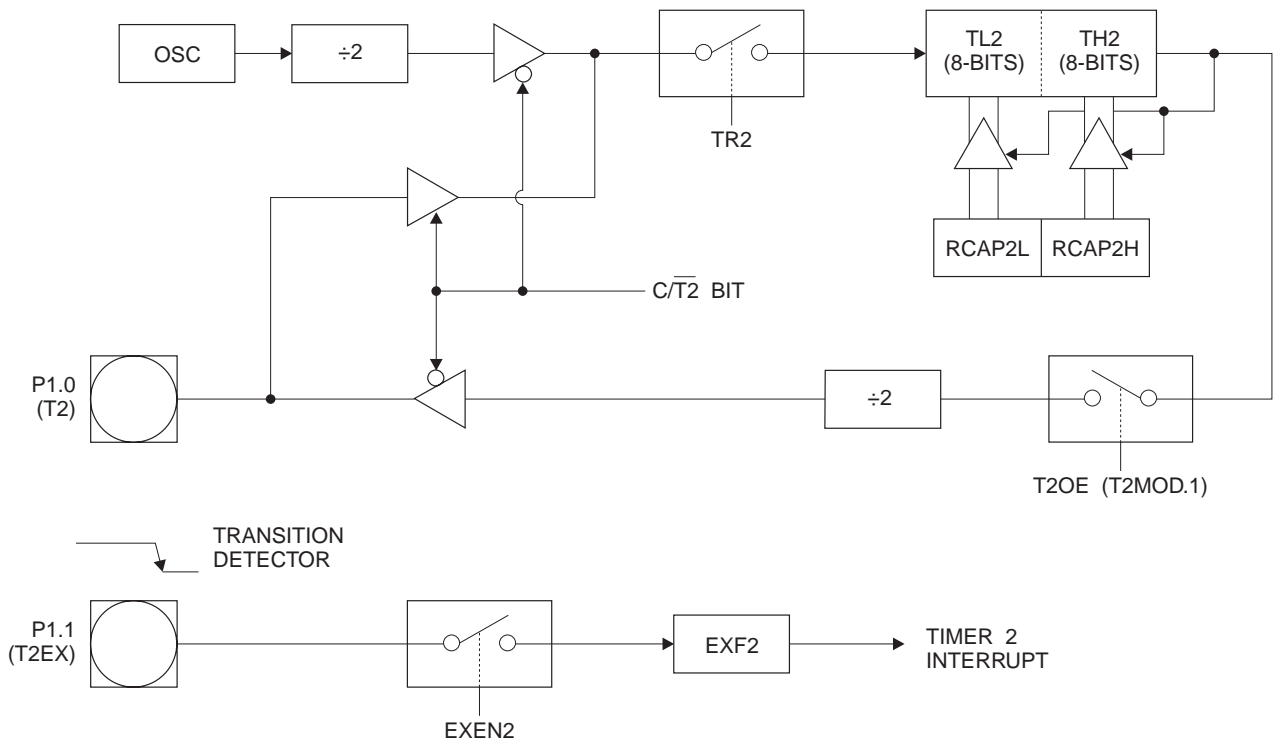 OSC
÷2
TR2
TL2
(8-BITS)
TH2
(8-BITS)
RCAP2L
RCAP2H
C/T2 BIT
P1.0
(T2)
÷2
T2OE (T2MOD.1)
TRANSITION
DETECTOR
P1.1
(T2EX)
EXEN2
EXF2
TIMER 2
INTERRUPT